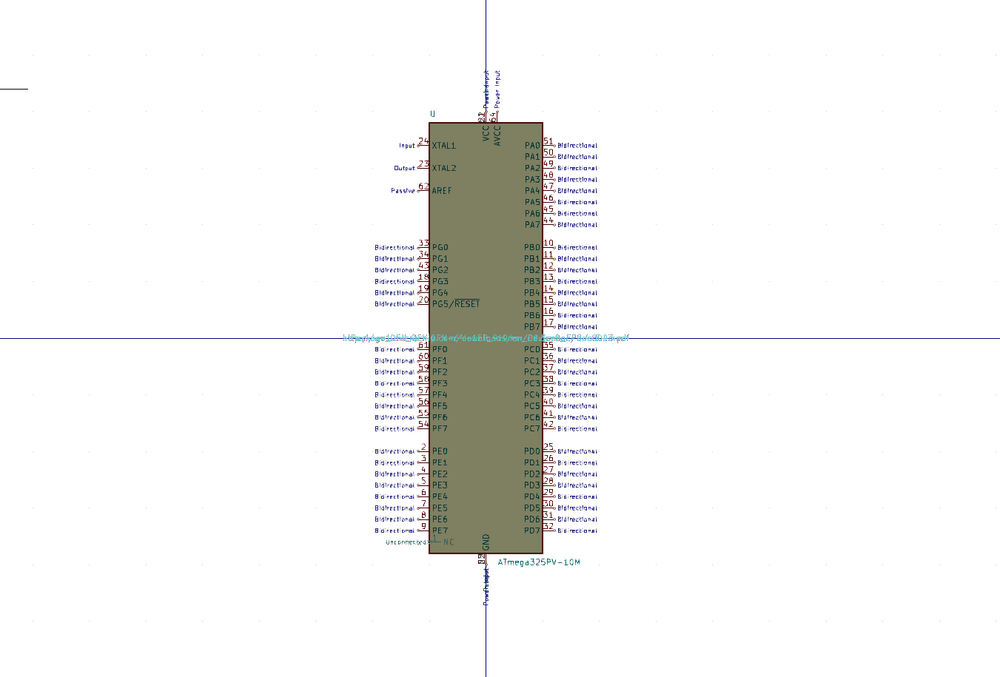 Power Input
U
VCC
AVCC
Input 24 XTAL1 PA0 51 Bidirectional
PA1 50 Bidirectional
Output 23 XTAL2 PA2 49 Bidirectional
PA3 48 Bidirectional
Passive 62 AREF PA4 47 Bidirectional
PA5 46 Bidirectional
PA6 45 Bidirectional
PA7 44 Bidirectional
Bidirectional 33 PG0 PB0 10 Bidirectional
Bidirectional 34 PG1 PB1 11 Bidirectional
Bidirectional 43 PG2 PB2 12 Bidirectional
Bidirectional 18 PG3 PB3 13 Bidirectional
Bidirectional 19 PG4 PB4 14 Bidirectional
Bidirectional 20 PG5/RESET PB5 15 Bidirectional
PB6 16 Bidirectional
PB7 17 Bidirectional
Bidirectional 61 PF0 PC0 35 Bidirectional
Bidirectional 60 PF1 PC1 36 Bidirectional
Bidirectional 59 PF2 PC2 37 Bidirectional
Bidirectional 58 PF3 PC3 38 Bidirectional
Bidirectional 57 PF4 PC4 39 Bidirectional
Bidirectional 56 PF5 PC5 40 Bidirectional
Bidirectional 55 PF6 PC6 41 Bidirectional
Bidirectional 54 PF7 PC7 42 Bidirectional
Bidirectional 2 PE0 PD0 25 Bidirectional
Bidirectional 3 PE1 PD1 26 Bidirectional
Bidirectional 4 PE2 PD2 27 Bidirectional
Bidirectional 5 PE3 PD3 28 Bidirectional
Bidirectional 6 PE4 PD4 29 Bidirectional
Bidirectional 7 PE5 PD5 30 Bidirectional
Bidirectional 8 PE6 PD6 31 Bidirectional
Bidirectional 9 PE7 PD7 32 Bidirectional
Unconnected 1 NC
GND
ATmega325PV-10M